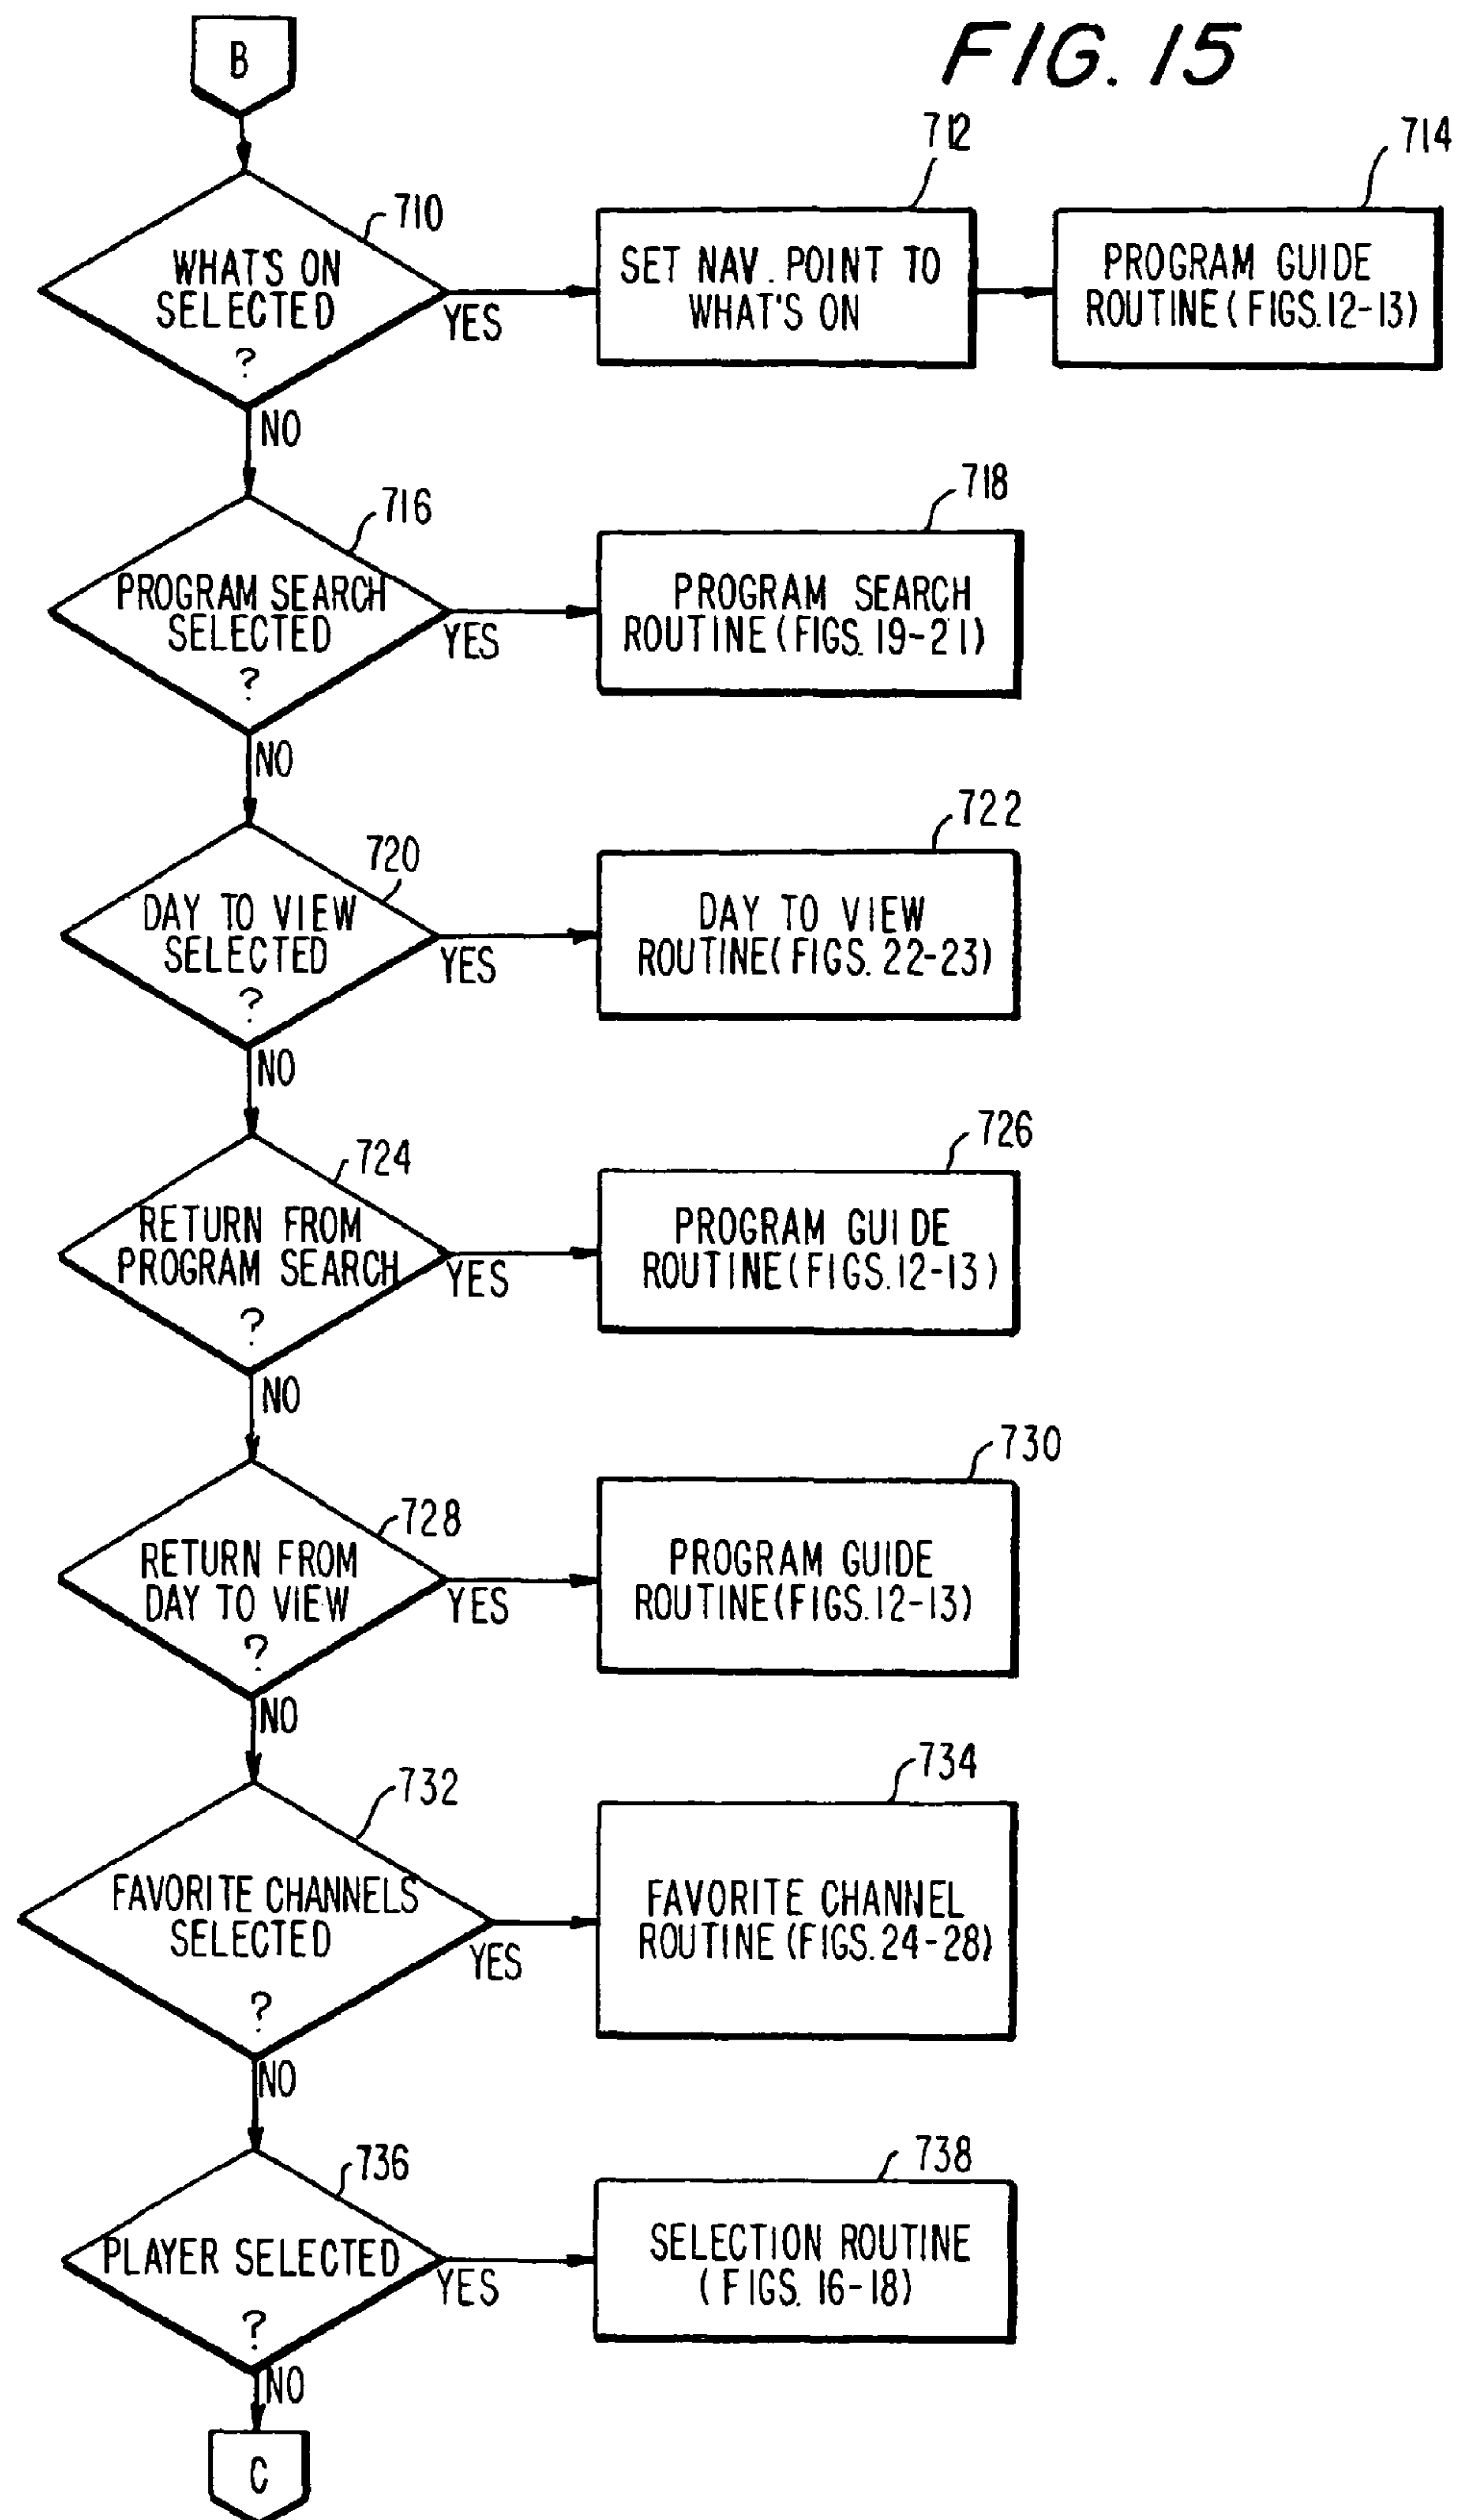 FIG. 15
B
710
WHAT'S ON
SELECTED
?
YES
NO
712
SET NAV. POINT TO
WHAT'S ON
714
PROGRAM GUIDE
ROUTINE (FIGS. 12-13)
716
PROGRAM SEARCH
SELECTED
?
YES
NO
718
PROGRAM SEARCH
ROUTINE (FIGS. 19-21)
720
DAY TO VIEW
SELECTED
?
YES
NO
722
DAY TO VIEW
ROUTINE (FIGS. 22-23)
724
RETURN FROM
PROGRAM SEARCH
?
YES
NO
726
PROGRAM GUIDE
ROUTINE (FIGS. 12-13)
728
RETURN FROM
DAY TO VIEW
?
YES
NO
730
PROGRAM GUIDE
ROUTINE (FIGS. 12-13)
732
FAVORITE CHANNELS
SELECTED
?
YES
NO
734
FAVORITE CHANNEL
ROUTINE (FIGS. 24-28)
736
PLAYER SELECTED
?
YES
NO
738
SELECTION ROUTINE
(FIGS. 16-18)
C